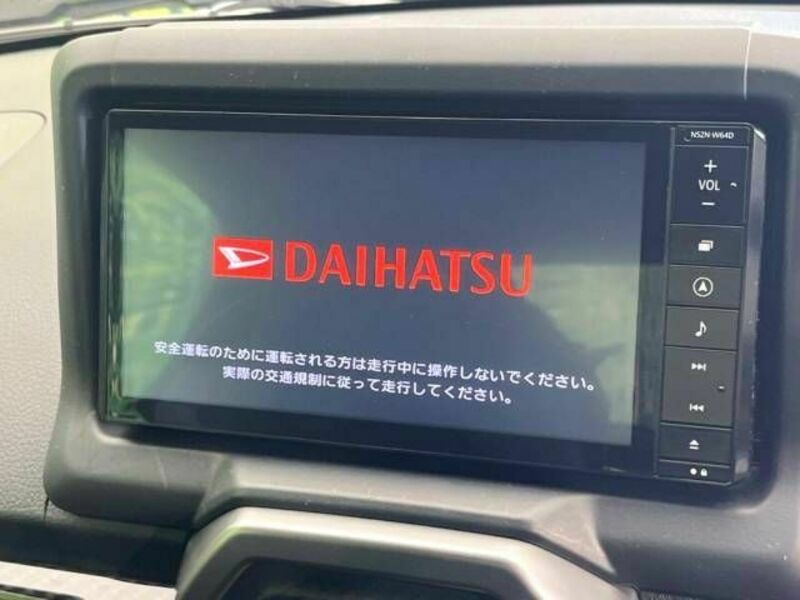 NS2N-W64D
+
VOL
−
DAIHATSU
安全運転のために運転される方は走行中に操作しないでください。
実際の交通規制に従って走行してください。